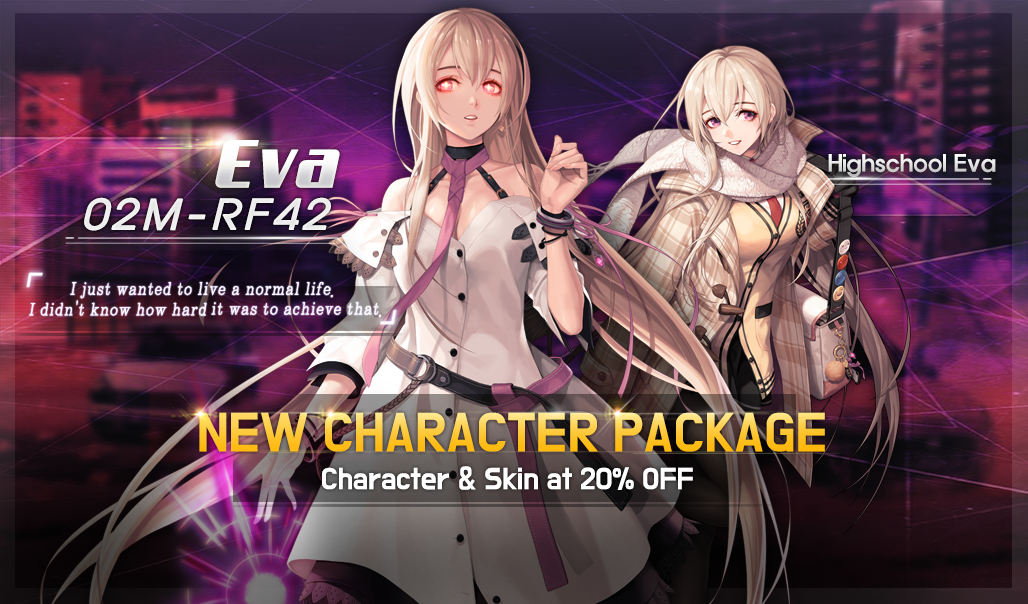 Eva
02M-RF42
「I just wanted to live a normal life,
I didn't know how hard it was to achieve that.」
Highschool Eva
NEW CHARACTER PACKAGE
Character & Skin at 20% OFF